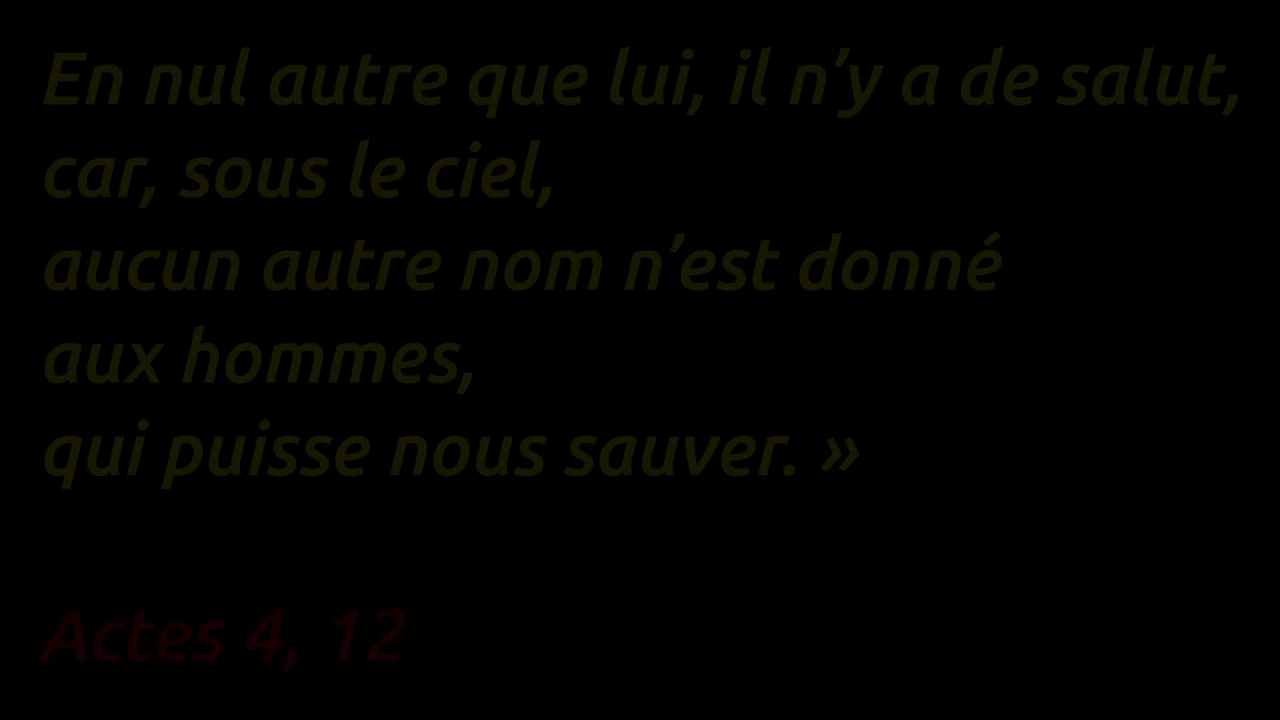 En nul autre que lui, il n’y a de salut,
car, sous le ciel,
aucun autre nom n’est donné
aux hommes,
qui puisse nous sauver. »
Actes 4, 12